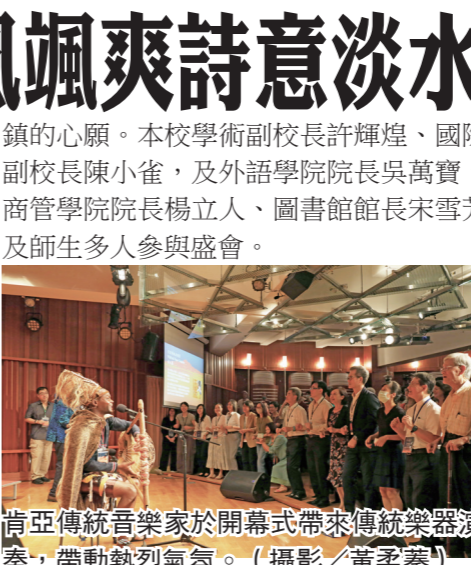 颯爽詩意淡水
鎮的心願。本校學術副校長許輝煌、國際
副校長陳小雀，及外語學院院長吳萬寶
商管學院院長楊立人、圖書館館長宋雪芳
及師生多人參與盛會。
肯亞傳統音樂家於開幕式帶來傳統樂器演
奏，帶動熱烈氣氛。（攝影／黃柔蓁）